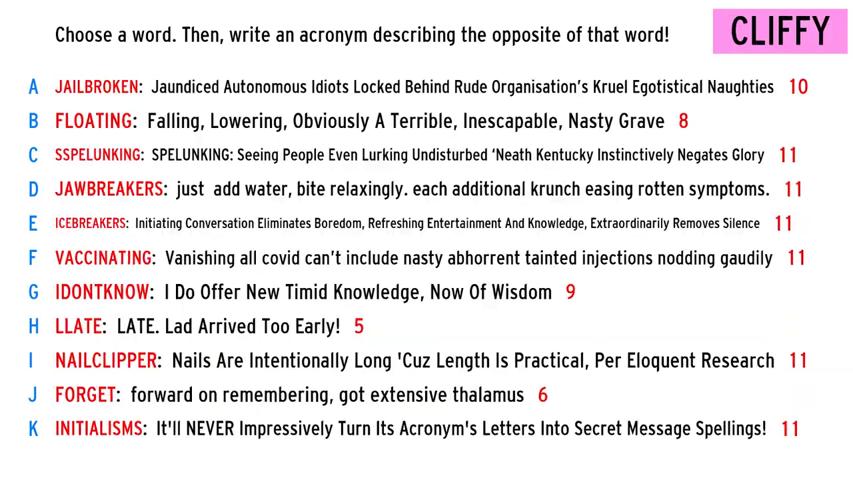 Choose a word. Then, write an acronym describing the opposite of that word!
CLIFFY
A JAILBROKEN: Jaundiced Autonomous Idiots Locked Behind Rude Organisation's Kruel Egotistical Naughties 10
B FLOATING: Falling, Lowering, Obviously A Terrible, Inescapable, Nasty Grave 8
C SSPELUNKING: SPELUNKING: Seeing People Even Lurking Undisturbed ‘Neath Kentucky Instinctively Negates Glory 11
D JAWBREAKERS: just add water, bite relaxingly. each additional krunch easing rotten symptoms. 11
E ICEBREAKERS: Initiating Conversation Eliminates Boredom, Refreshing Entertainment And Knowledge, Extraordinarily Removes Silence 11
F VACCINATING: Vanishing all covid can't include nasty abhorrent tainted injections nodding gaudily 11
G IDONTKNOW: I Do Offer New Timid Knowledge, Now Of Wisdom 9
H LLATE: LATE. Lad Arrived Too Early! 5
I NAILCLIPPER: Nails Are Intentionally Long 'Cuz Length Is Practical, Per Eloquent Research 11
J FORGET: forward on remembering, got extensive thalamus 6
K INITIALISMS: It'll NEVER Impressively Turn Its Acronym's Letters Into Secret Message Spellings! 11